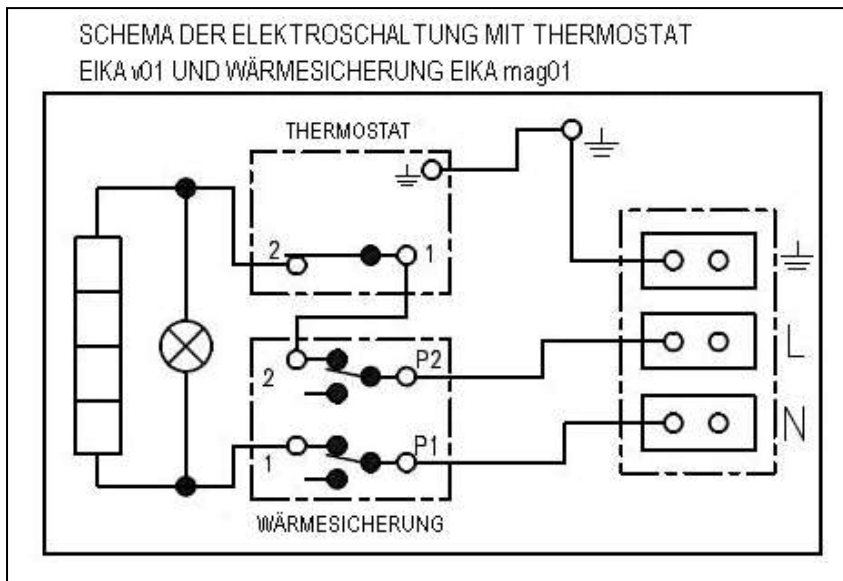 SCHEMA DER ELEKTROSCHALTUNG MIT THERMOSTAT
EIKA v01 UND WÄRMESICHERUNG EIKA mag01
THERMOSTAT
2
1
2
P2
L
1
P1
N
WÄRMESICHERUNG